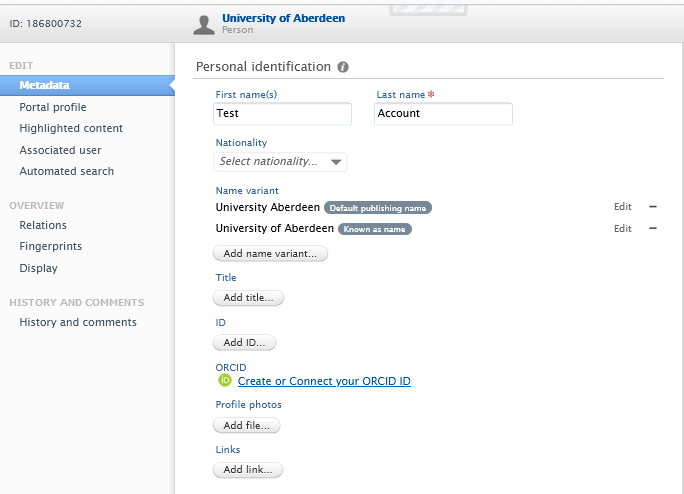 ID: 186800732
University of Aberdeen
Person
EDIT
Metadata
Portal profile
Highlighted content
Associated user
Automated search
OVERVIEW
Relations
Fingerprints
Display
HISTORY AND COMMENTS
History and comments
Personal identification i
First name(s) Last name *
Test Account
Nationality
Select nationality...
Name variant
University Aberdeen Default publishing name Edit −
University of Aberdeen Known as name Edit −
Add name variant...
Title
Add title...
ID
Add ID...
ORCID
iD Create or Connect your ORCID ID
Profile photos
Add file...
Links
Add link...